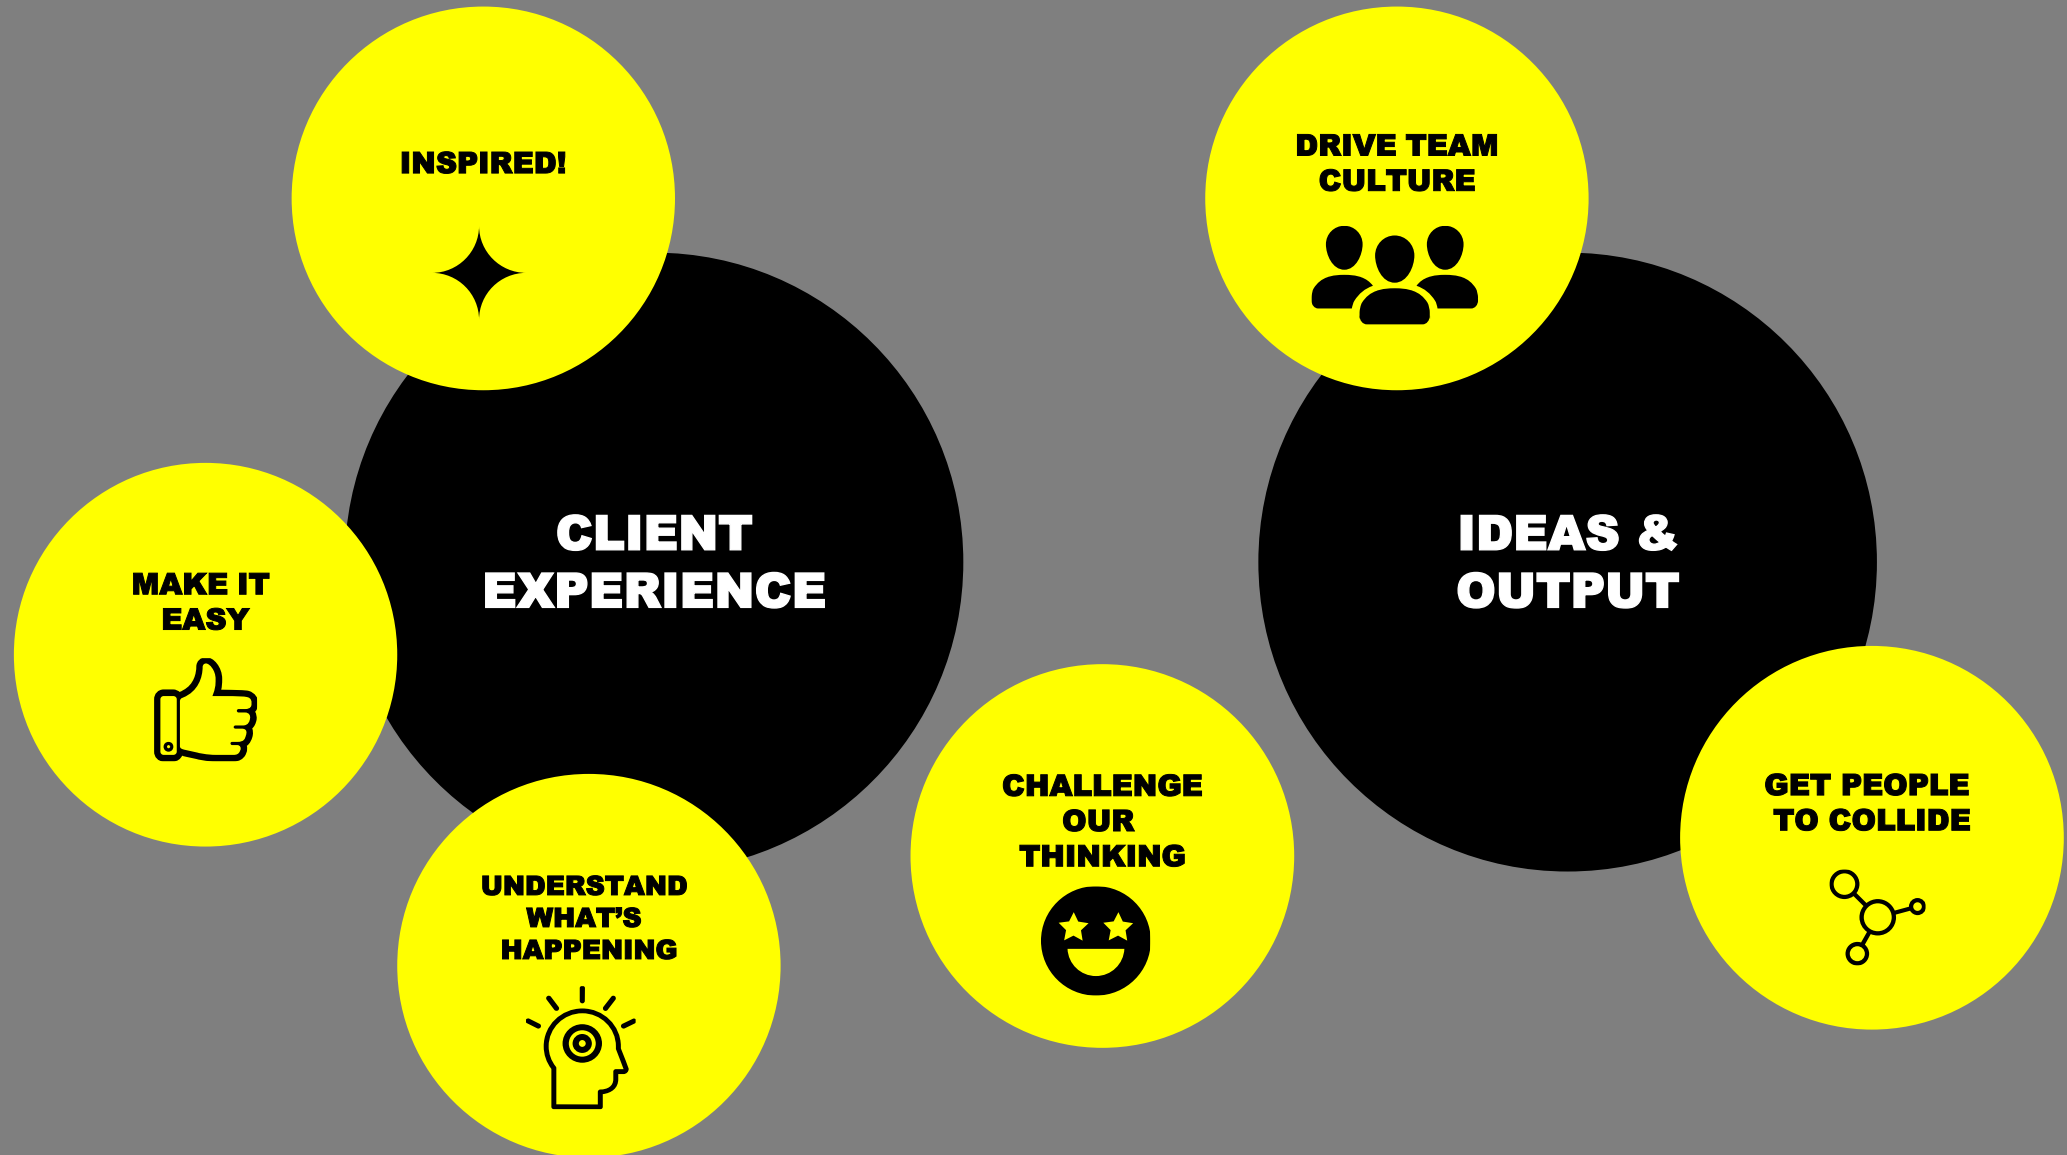 INSPIRED!
MAKE IT
EASY
CLIENT
EXPERIENCE
UNDERSTAND
WHAT'S
HAPPENING
DRIVE TEAM
CULTURE
IDEAS &
OUTPUT
CHALLENGE
OUR
THINKING
GET PEOPLE
TO COLLIDE